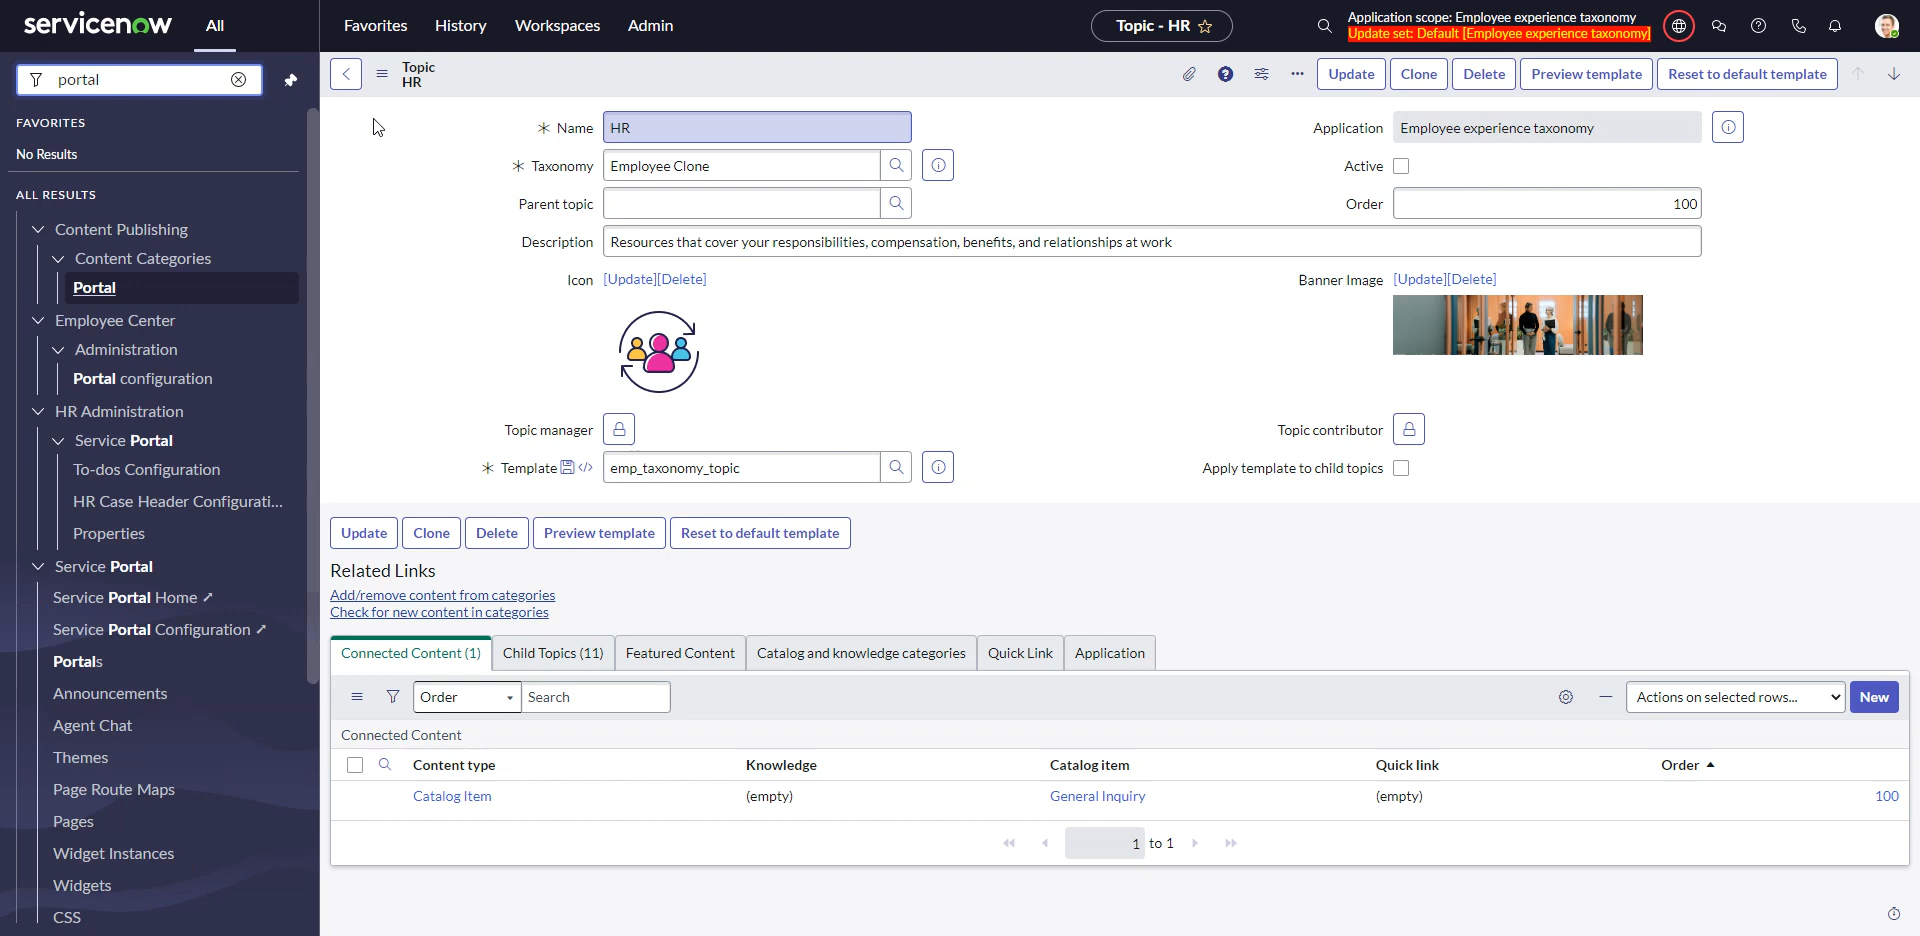 servicenow
All
Favorites
History
Workspaces
Admin
Topic - HR
Application scope: Employee experience taxonomy
Update set: Default [Employee experience taxonomy]
portal
FAVORITES
No Results
ALL RESULTS
Content Publishing
Content Categories
Portal
Employee Center
Administration
Portal configuration
HR Administration
Service Portal
To-dos Configuration
HR Case Header Configurati...
Properties
Service Portal
Service Portal Home
Service Portal Configuration
Portals
Announcements
Agent Chat
Themes
Page Route Maps
Pages
Widget Instances
Widgets
CSS
Topic
HR
Update
Clone
Delete
Preview template
Reset to default template
Name
HR
Application
Employee experience taxonomy
Taxonomy
Employee Clone
Active
Parent topic
Order
100
Description
Resources that cover your responsibilities, compensation, benefits, and relationships at work
Icon
[Update][Delete]
Banner Image
[Update][Delete]
Topic manager
Topic contributor
Template
emp_taxonomy_topic
Apply template to child topics
Update
Clone
Delete
Preview template
Reset to default template
Related Links
Add/remove content from categories
Check for new content in categories
Connected Content (1)
Child Topics (11)
Featured Content
Catalog and knowledge categories
Quick Link
Application
Order
Search
Actions on selected rows...
New
Connected Content
Content type
Knowledge
Catalog item
Quick link
Order
Catalog Item
(empty)
General Inquiry
(empty)
100
1 to 1